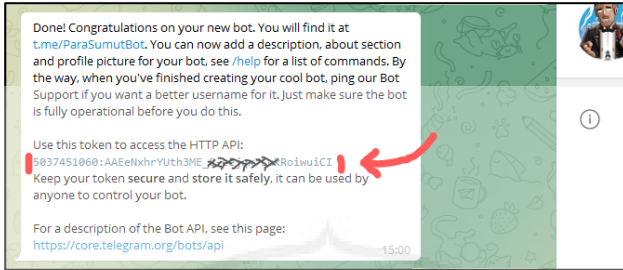 Done! Congratulations on your new bot. You will find it at
t.me/ParaSumutBot. You can now add a description, about section
and profile picture for your bot, see /help for a list of commands. By
the way, when you've finished creating your cool bot, ping our Bot
Support if you want a better username for it. Just make sure the bot
is fully operational before you do this.
Use this token to access the HTTP API:
5037451060:AAEeNxhrYUth3ME_ RoiwuiCI
Keep your token secure and store it safely, it can be used by
anyone to control your bot.
For a description of the Bot API, see this page:
https://core.telegram.org/bots/api
15:00